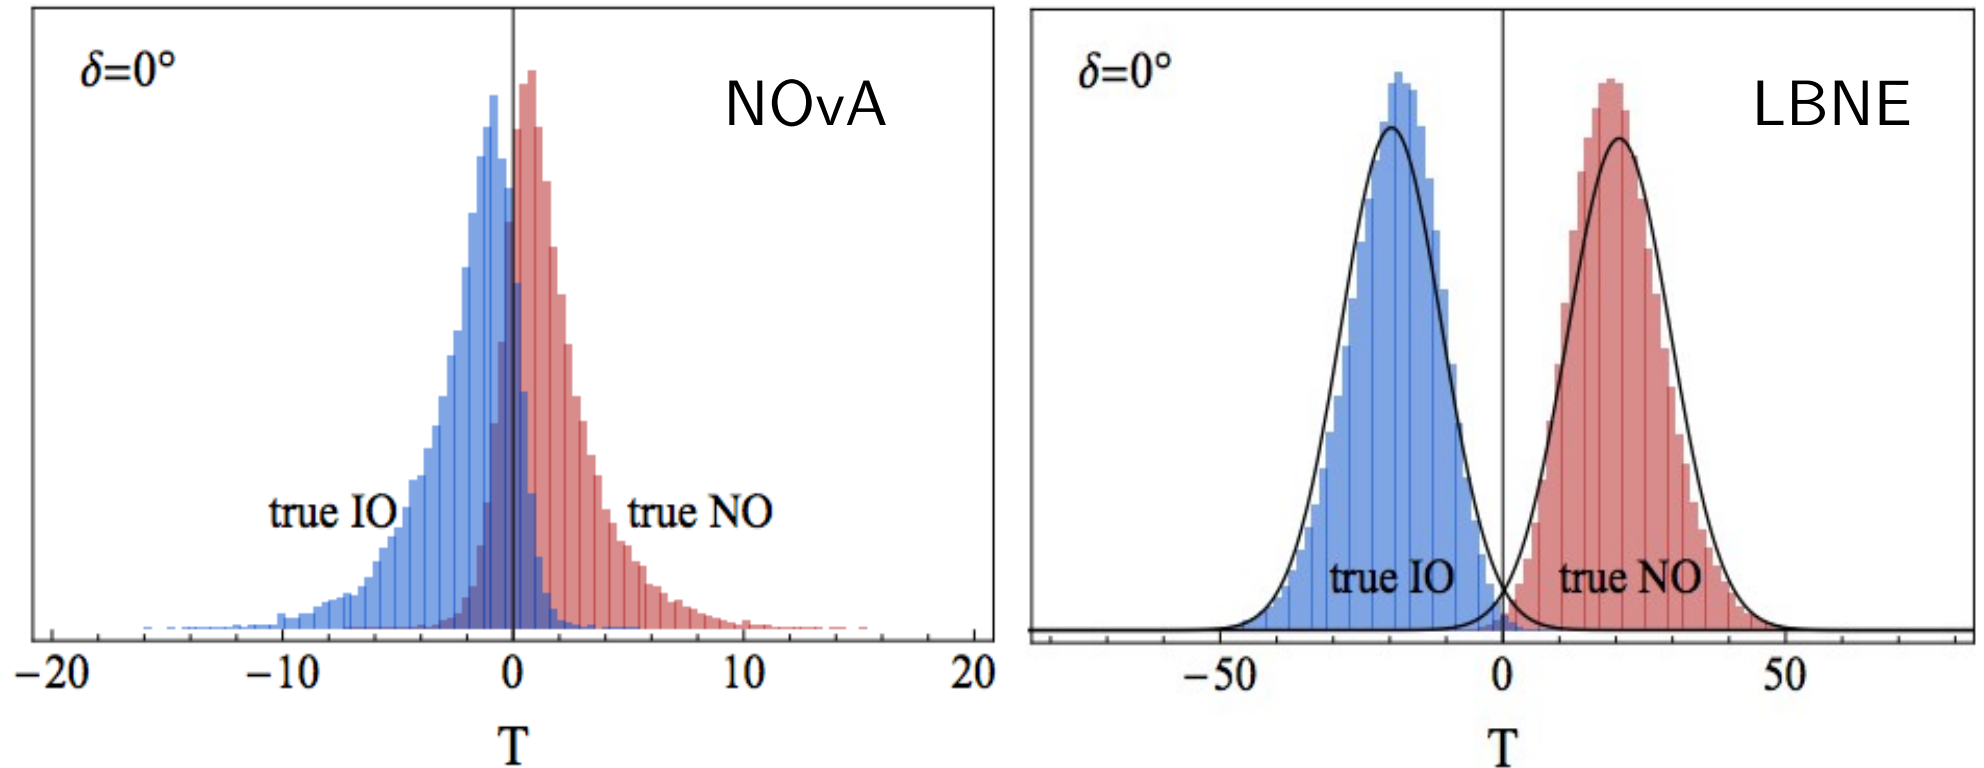 δ=0°
NOvA
true IO
true NO
−20
−10
0
10
20
T
δ=0°
LBNE
true IO
true NO
−50
0
50
T